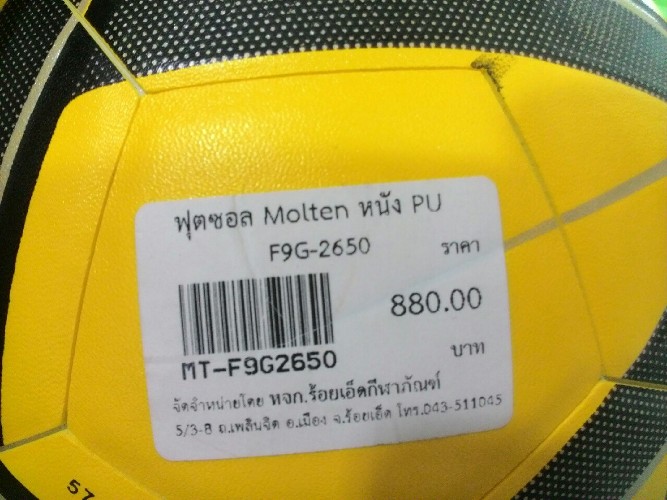 ฟุตซอล Molten หนัง PU
F9G-2650 ราคา
880.00
MT-F9G2650 บาท
จัดจำหน่ายโดย หจก.ร้อยเอ็ดกีฬาภัณฑ์
5/3-8 ถ.เพลินจิต อ.เมือง จ.ร้อยเอ็ด โทร.043-511045
57